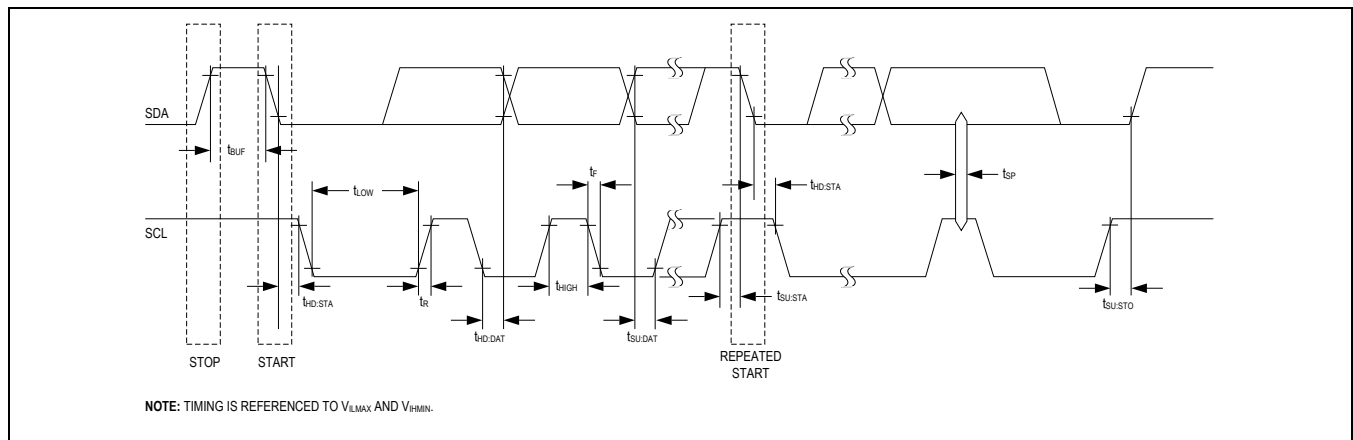 SDA
tBUF
tLOW
tF
tHD:STA
tSP
SCL
tHD:STA
tR
tHD:DAT
tHIGH
tSU:DAT
tSU:STA
tSU:STO
STOP
START
REPEATED
START
NOTE: TIMING IS REFERENCED TO VILMAX AND VIHMIN.